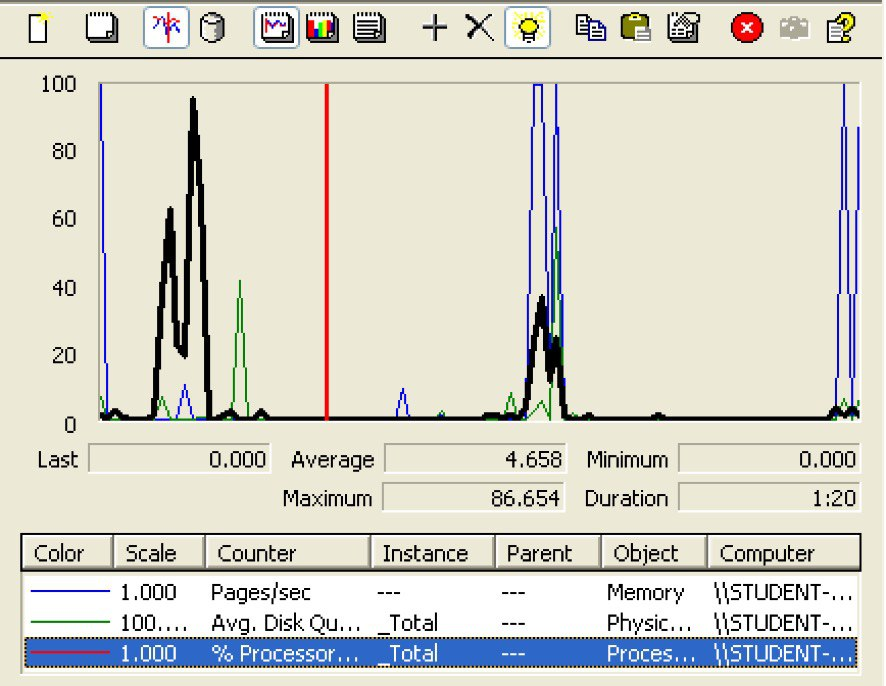 100
80
60
40
20
0
Last 0.000 Average 4.658 Minimum 0.000
Maximum 86.654 Duration 1:20
Color Scale Counter Instance Parent Object Computer
1.000 Pages/sec --- --- Memory \\STUDENT-...
100.... Avg. Disk Qu... _Total --- Physic... \\STUDENT-...
1.000 % Processor... _Total --- Proces... \\STUDENT-...